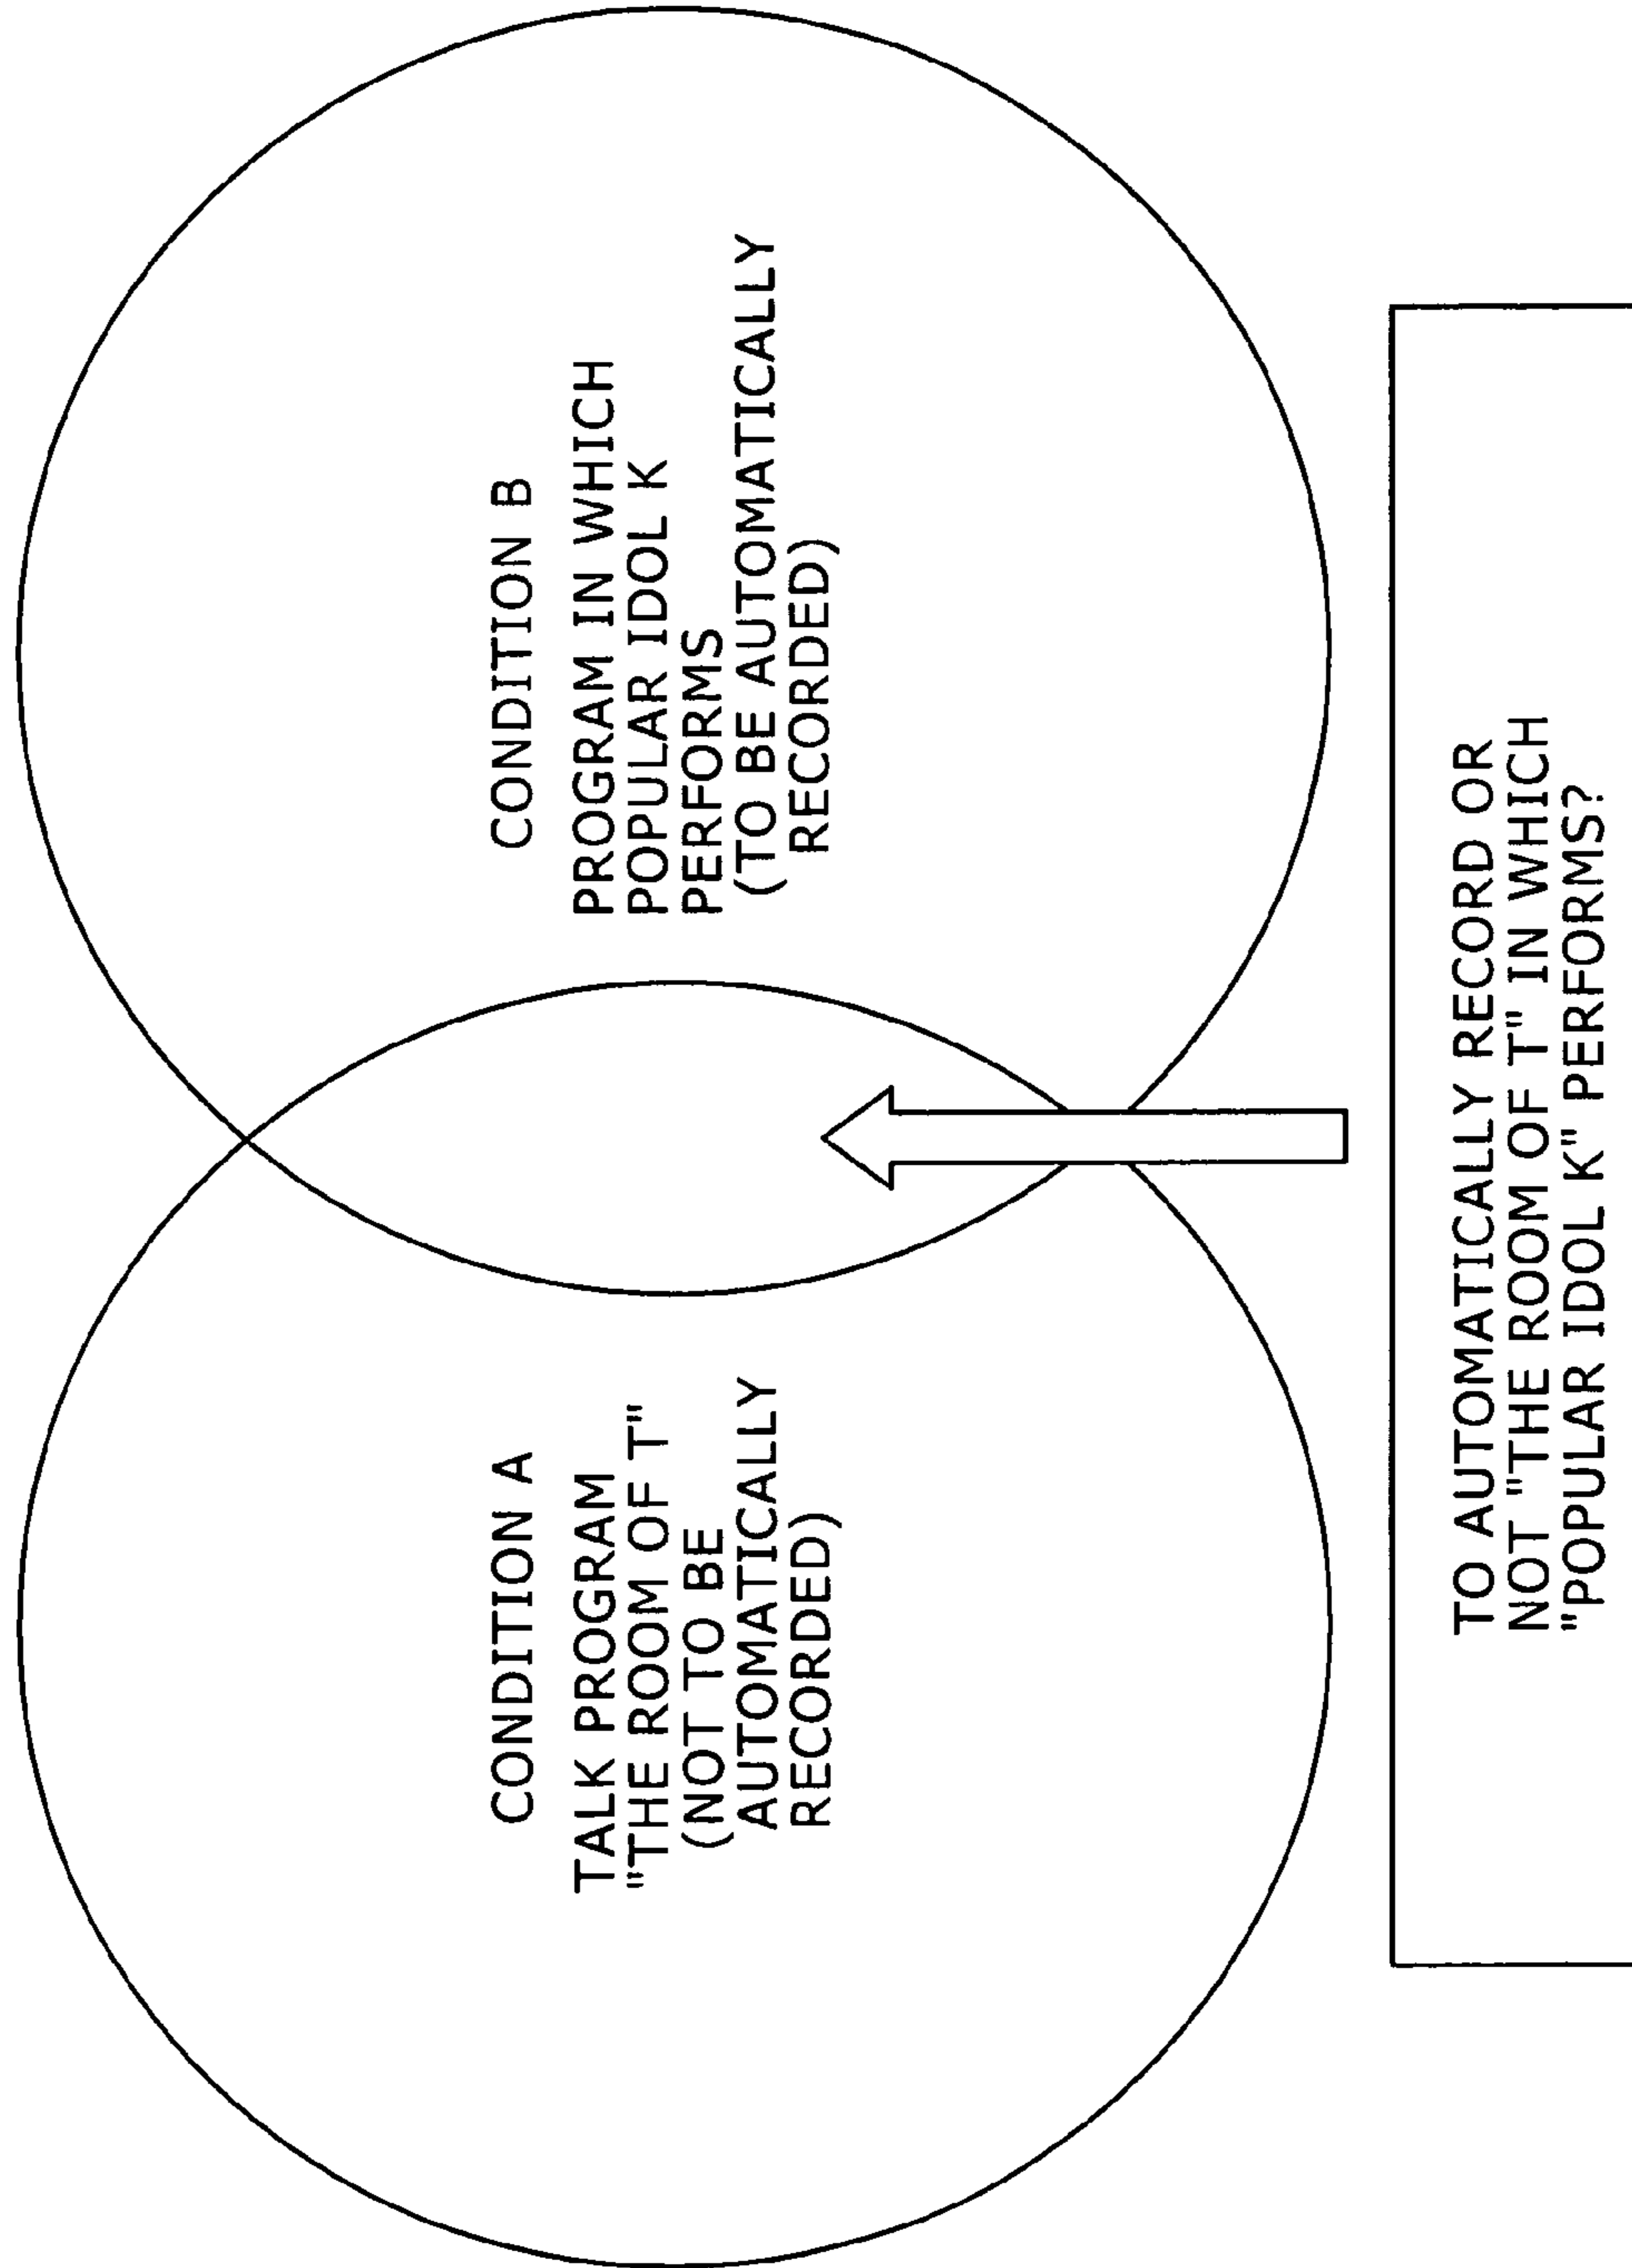 CONDITION A
TALK PROGRAM
"THE ROOM OF T"
(NOT TO BE
AUTOMATICALLY
RECORDED)
CONDITION B
PROGRAM IN WHICH
POPULAR IDOL K
PERFORMS
(TO BE AUTOMATICALLY
RECORDED)
TO AUTOMATICALLY RECORD OR
NOT "THE ROOM OF T" IN WHICH
"POPULAR IDOL K" PERFORMS?